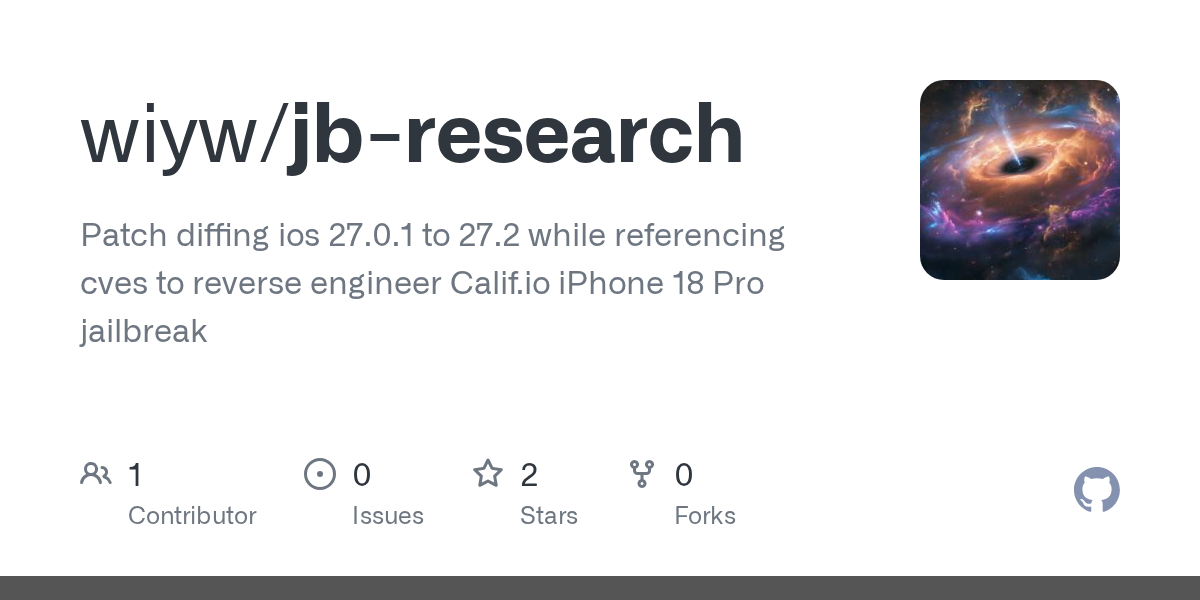 wiyw/jb-research
Patch diffing ios 27.0.1 to 27.2 while referencing
cves to reverse engineer Calif.io iPhone 18 Pro
jailbreak
1 0 2 0
Contributor Issues Stars Forks